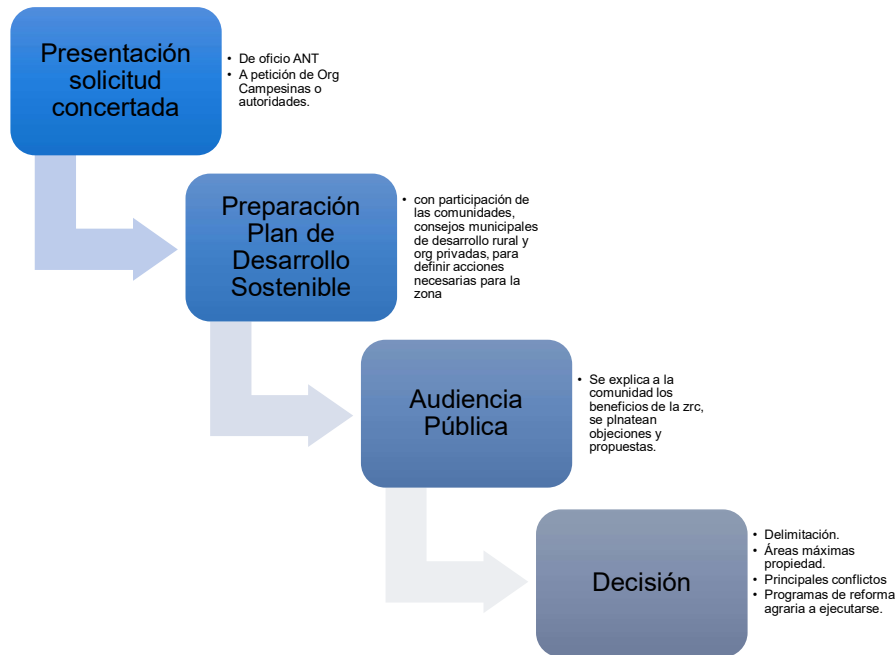 Presentación
solicitud
concertada
• De oficio ANT
• A petición de Org
Campesinas o
autoridades.
Preparación
Plan de
Desarrollo
Sostenible
• con participación de
las comunidades,
consejos municipales
de desarrollo rural y
org privadas, para
definir acciones
necesarias para la
zona
Audiencia
Pública
• Se explica a la
comunidad los
beneficios de la zrc,
se plnatean
objeciones y
propuestas.
Decisión
• Delimitación.
• Áreas máximas
propiedad.
• Principales conflictos
• Programas de reforma
agraria a ejecutarse.